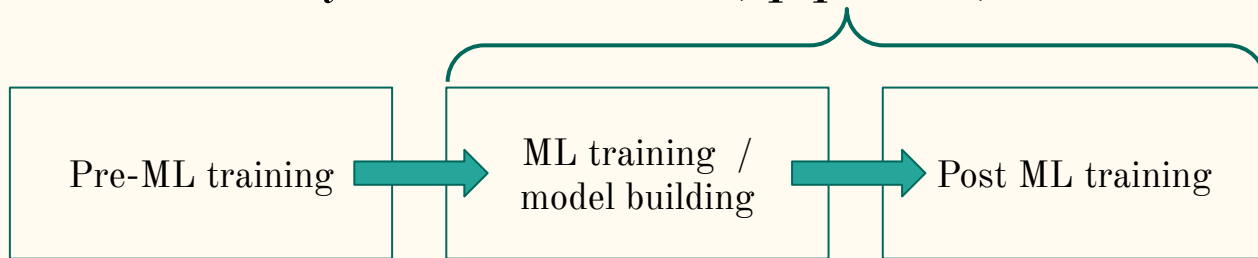 Pre-ML training
ML training /
model building
Post ML training